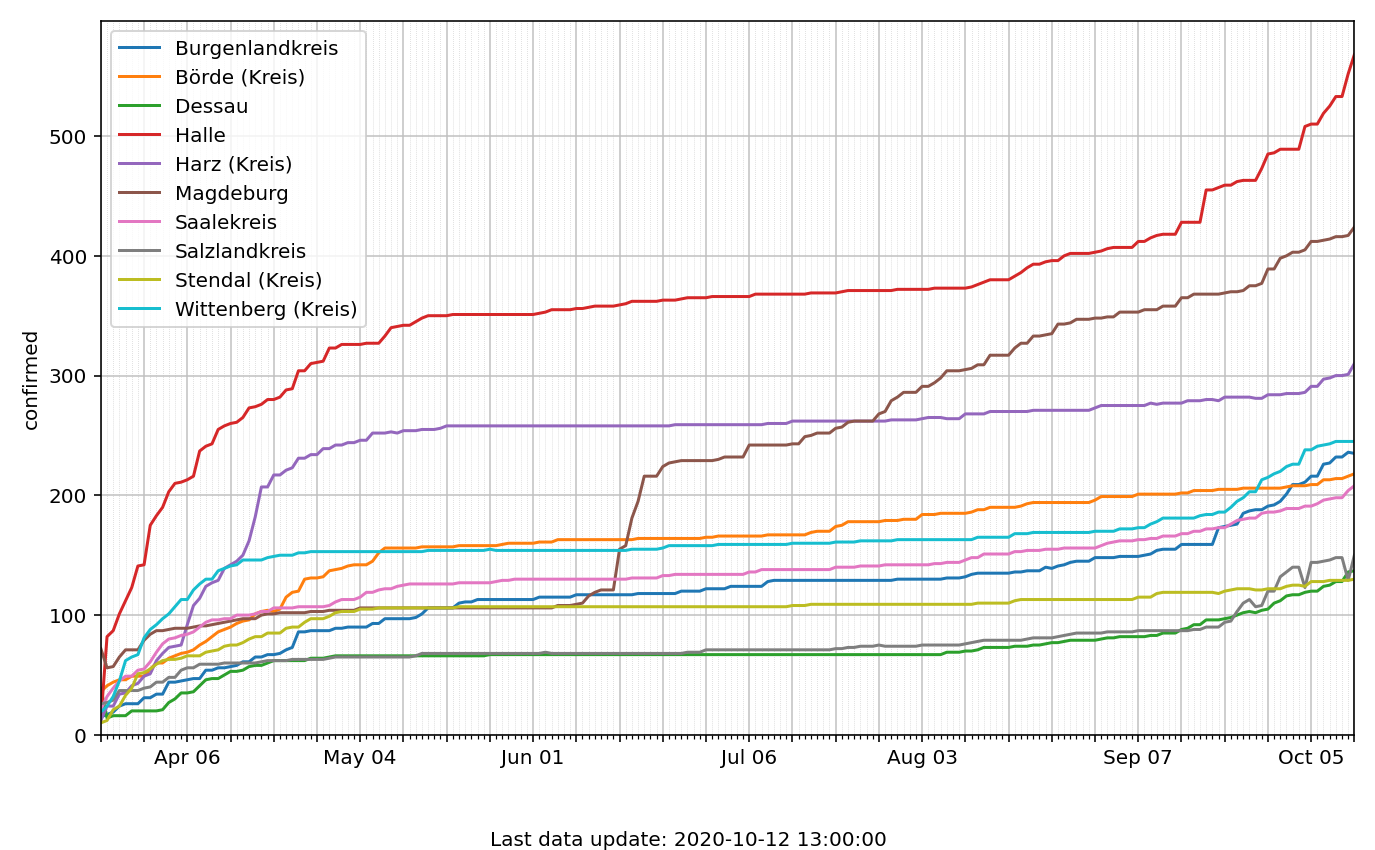 Burgenlandkreis
Börde (Kreis)
Dessau
Halle
Harz (Kreis)
Magdeburg
Saalekreis
Salzlandkreis
Stendal (Kreis)
Wittenberg (Kreis)
confirmed
500
400
300
200
100
0
Apr 06 May 04 Jun 01 Jul 06 Aug 03 Sep 07 Oct 05
Last data update: 2020-10-12 13:00:00